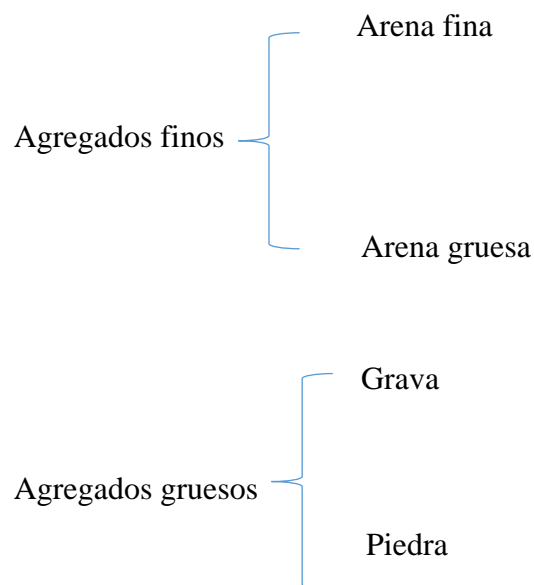 Arena fina
Agregados finos
Arena gruesa
Grava
Agregados gruesos
Piedra